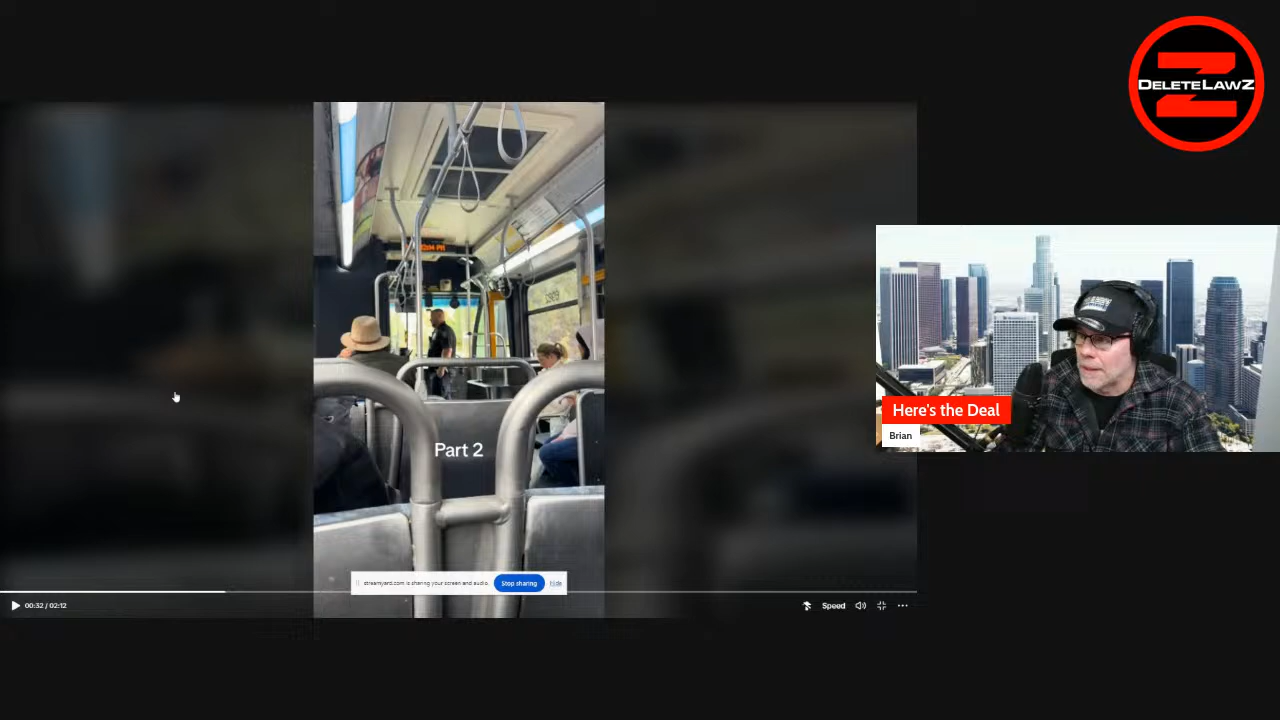 DELETELAWZ
Part 2
streamyard.com is sharing your screen and audio.
Stop sharing
Hide
00:32 / 02:12
Speed
Here's the Deal
Brian